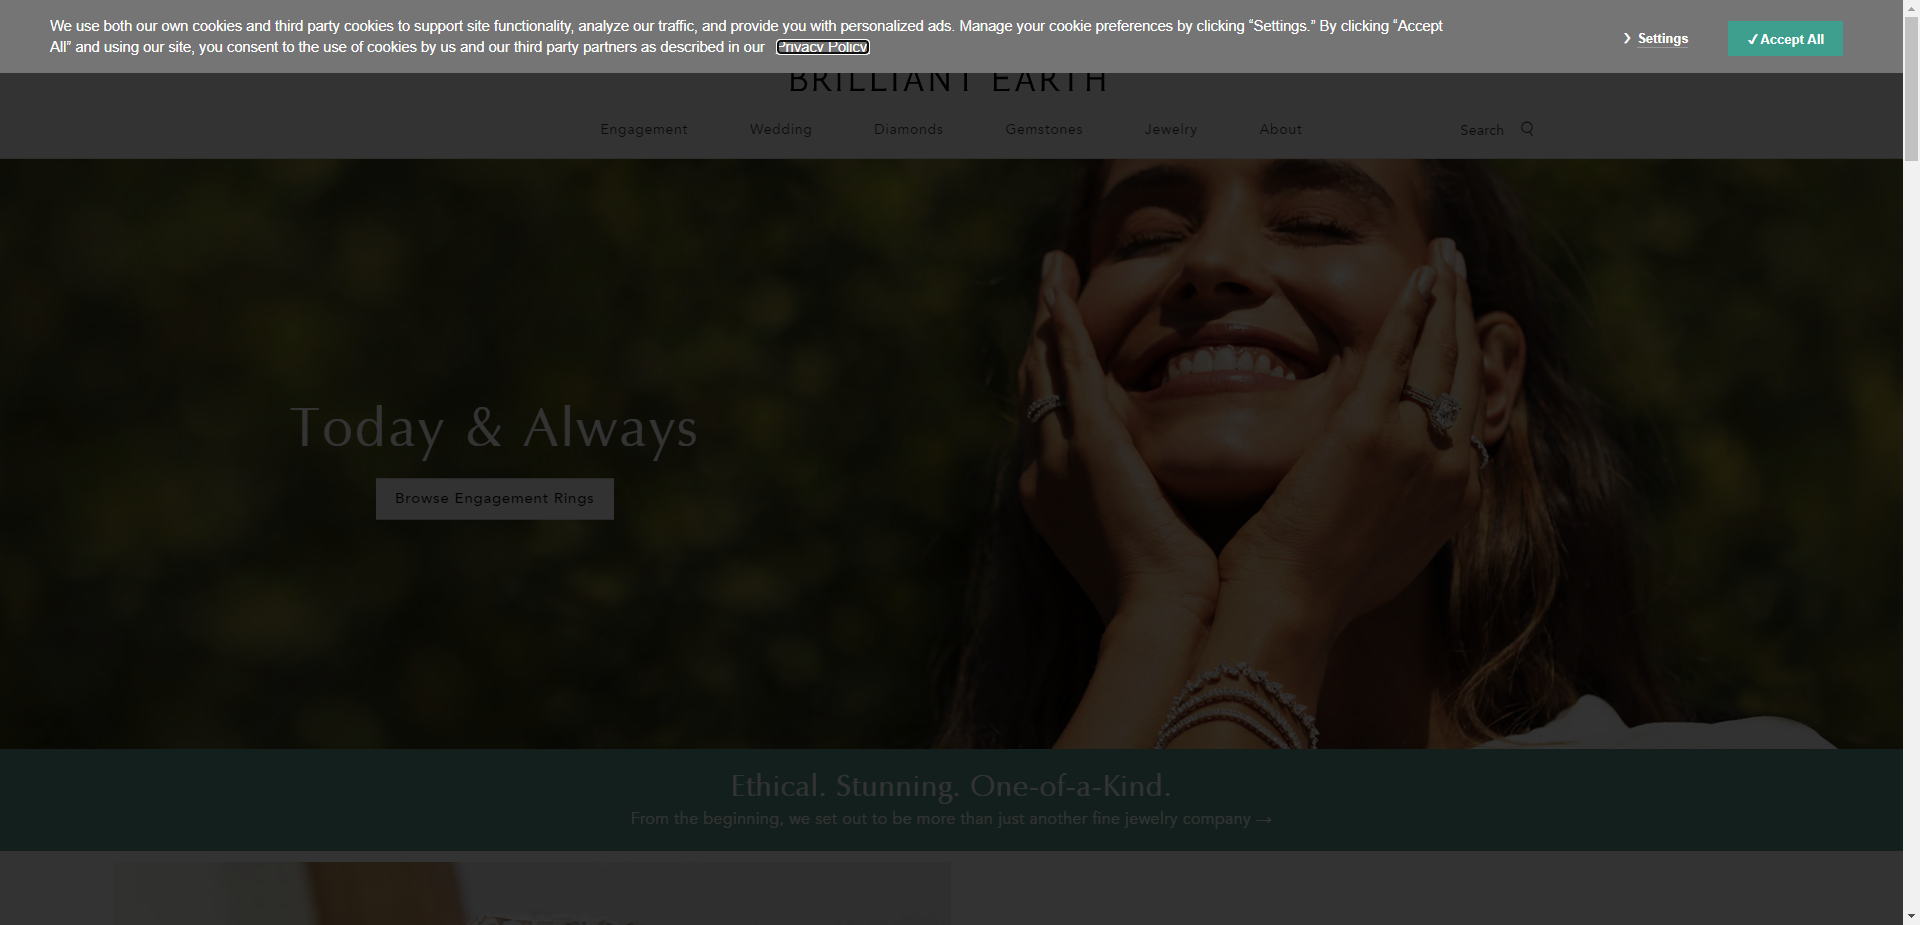 We use both our own cookies and third party cookies to support site functionality, analyze our traffic, and provide you with personalized ads. Manage your cookie preferences by clicking “Settings.” By clicking “Accept
All” and using our site, you consent to the use of cookies by us and our third party partners as described in our Privacy Policy.
Settings
✓Accept All
BRILLIANT EARTH
Engagement Wedding Diamonds Gemstones Jewelry About Search
Today & Always
Browse Engagement Rings
Ethical. Stunning. One-of-a-Kind.
From the beginning, we set out to be more than just another fine jewelry company →